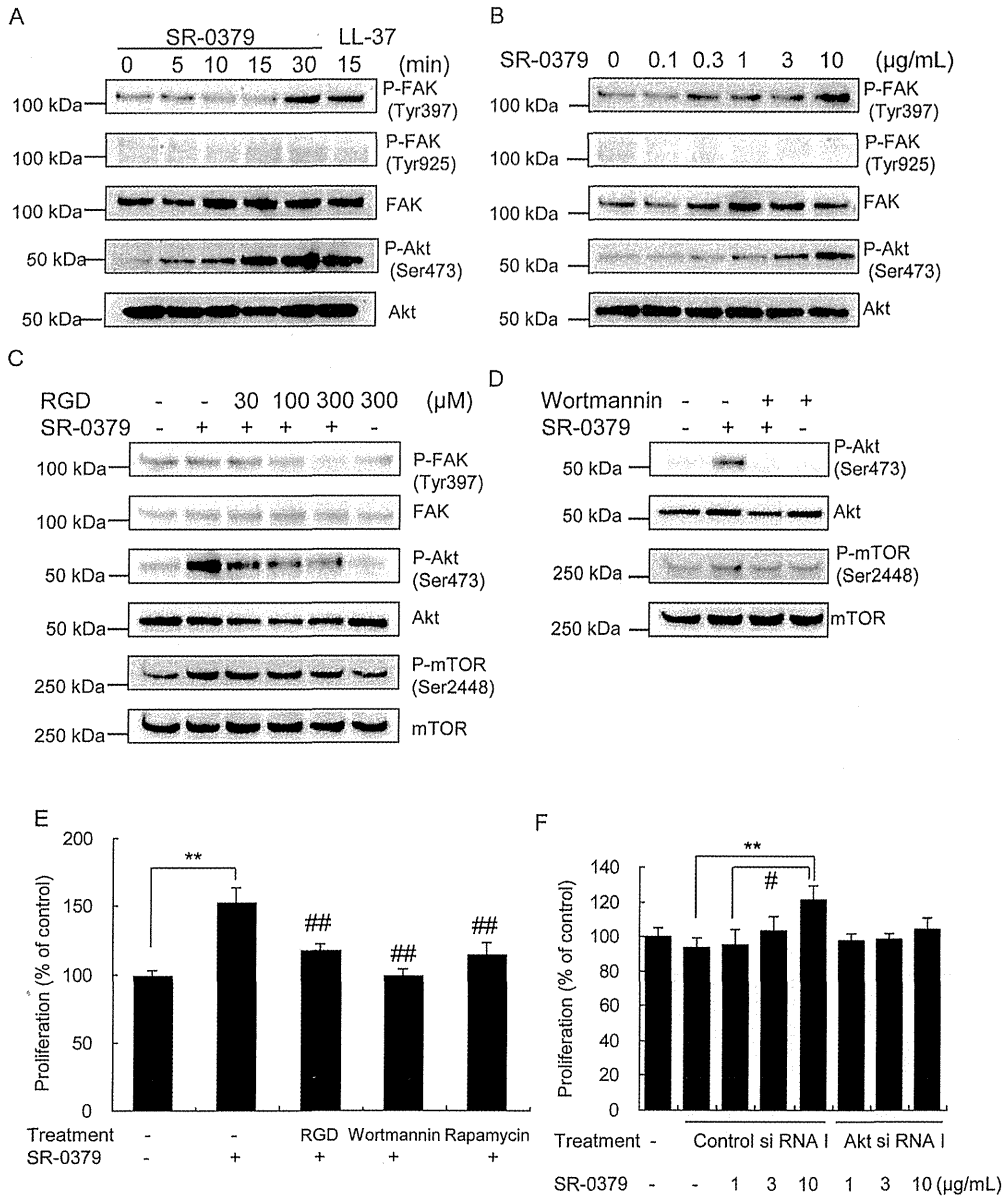 A
SR-0379 LL-37
0 5 10 15 30 15 (min)
100 kDa P-FAK
(Tyr397)
100 kDa P-FAK
(Tyr925)
100 kDa FAK
50 kDa P-Akt
(Ser473)
50 kDa Akt
B
SR-0379 0 0.1 0.3 1 3 10 (µg/mL)
100 kDa P-FAK
(Tyr397)
100 kDa P-FAK
(Tyr925)
100 kDa FAK
50 kDa P-Akt
(Ser473)
50 kDa Akt
C
RGD - - 30 100 300 300 (µM)
SR-0379 - + + + + -
100 kDa P-FAK
(Tyr397)
100 kDa FAK
50 kDa P-Akt
(Ser473)
50 kDa Akt
250 kDa P-mTOR
(Ser2448)
250 kDa mTOR
D
Wortmannin - - + +
SR-0379 - + + -
50 kDa P-Akt
(Ser473)
50 kDa Akt
250 kDa P-mTOR
(Ser2448)
250 kDa mTOR
E
Proliferation (% of control)
200
150
100
50
0
**
##
##
##
Treatment - - RGD Wortmannin Rapamycin
SR-0379 - + + + +
F
Proliferation (% of control)
140
120
100
80
60
40
20
0
**
#
Treatment - Control si RNA I Akt si RNA I
SR-0379 - - 1 3 10 1 3 10 (µg/mL)